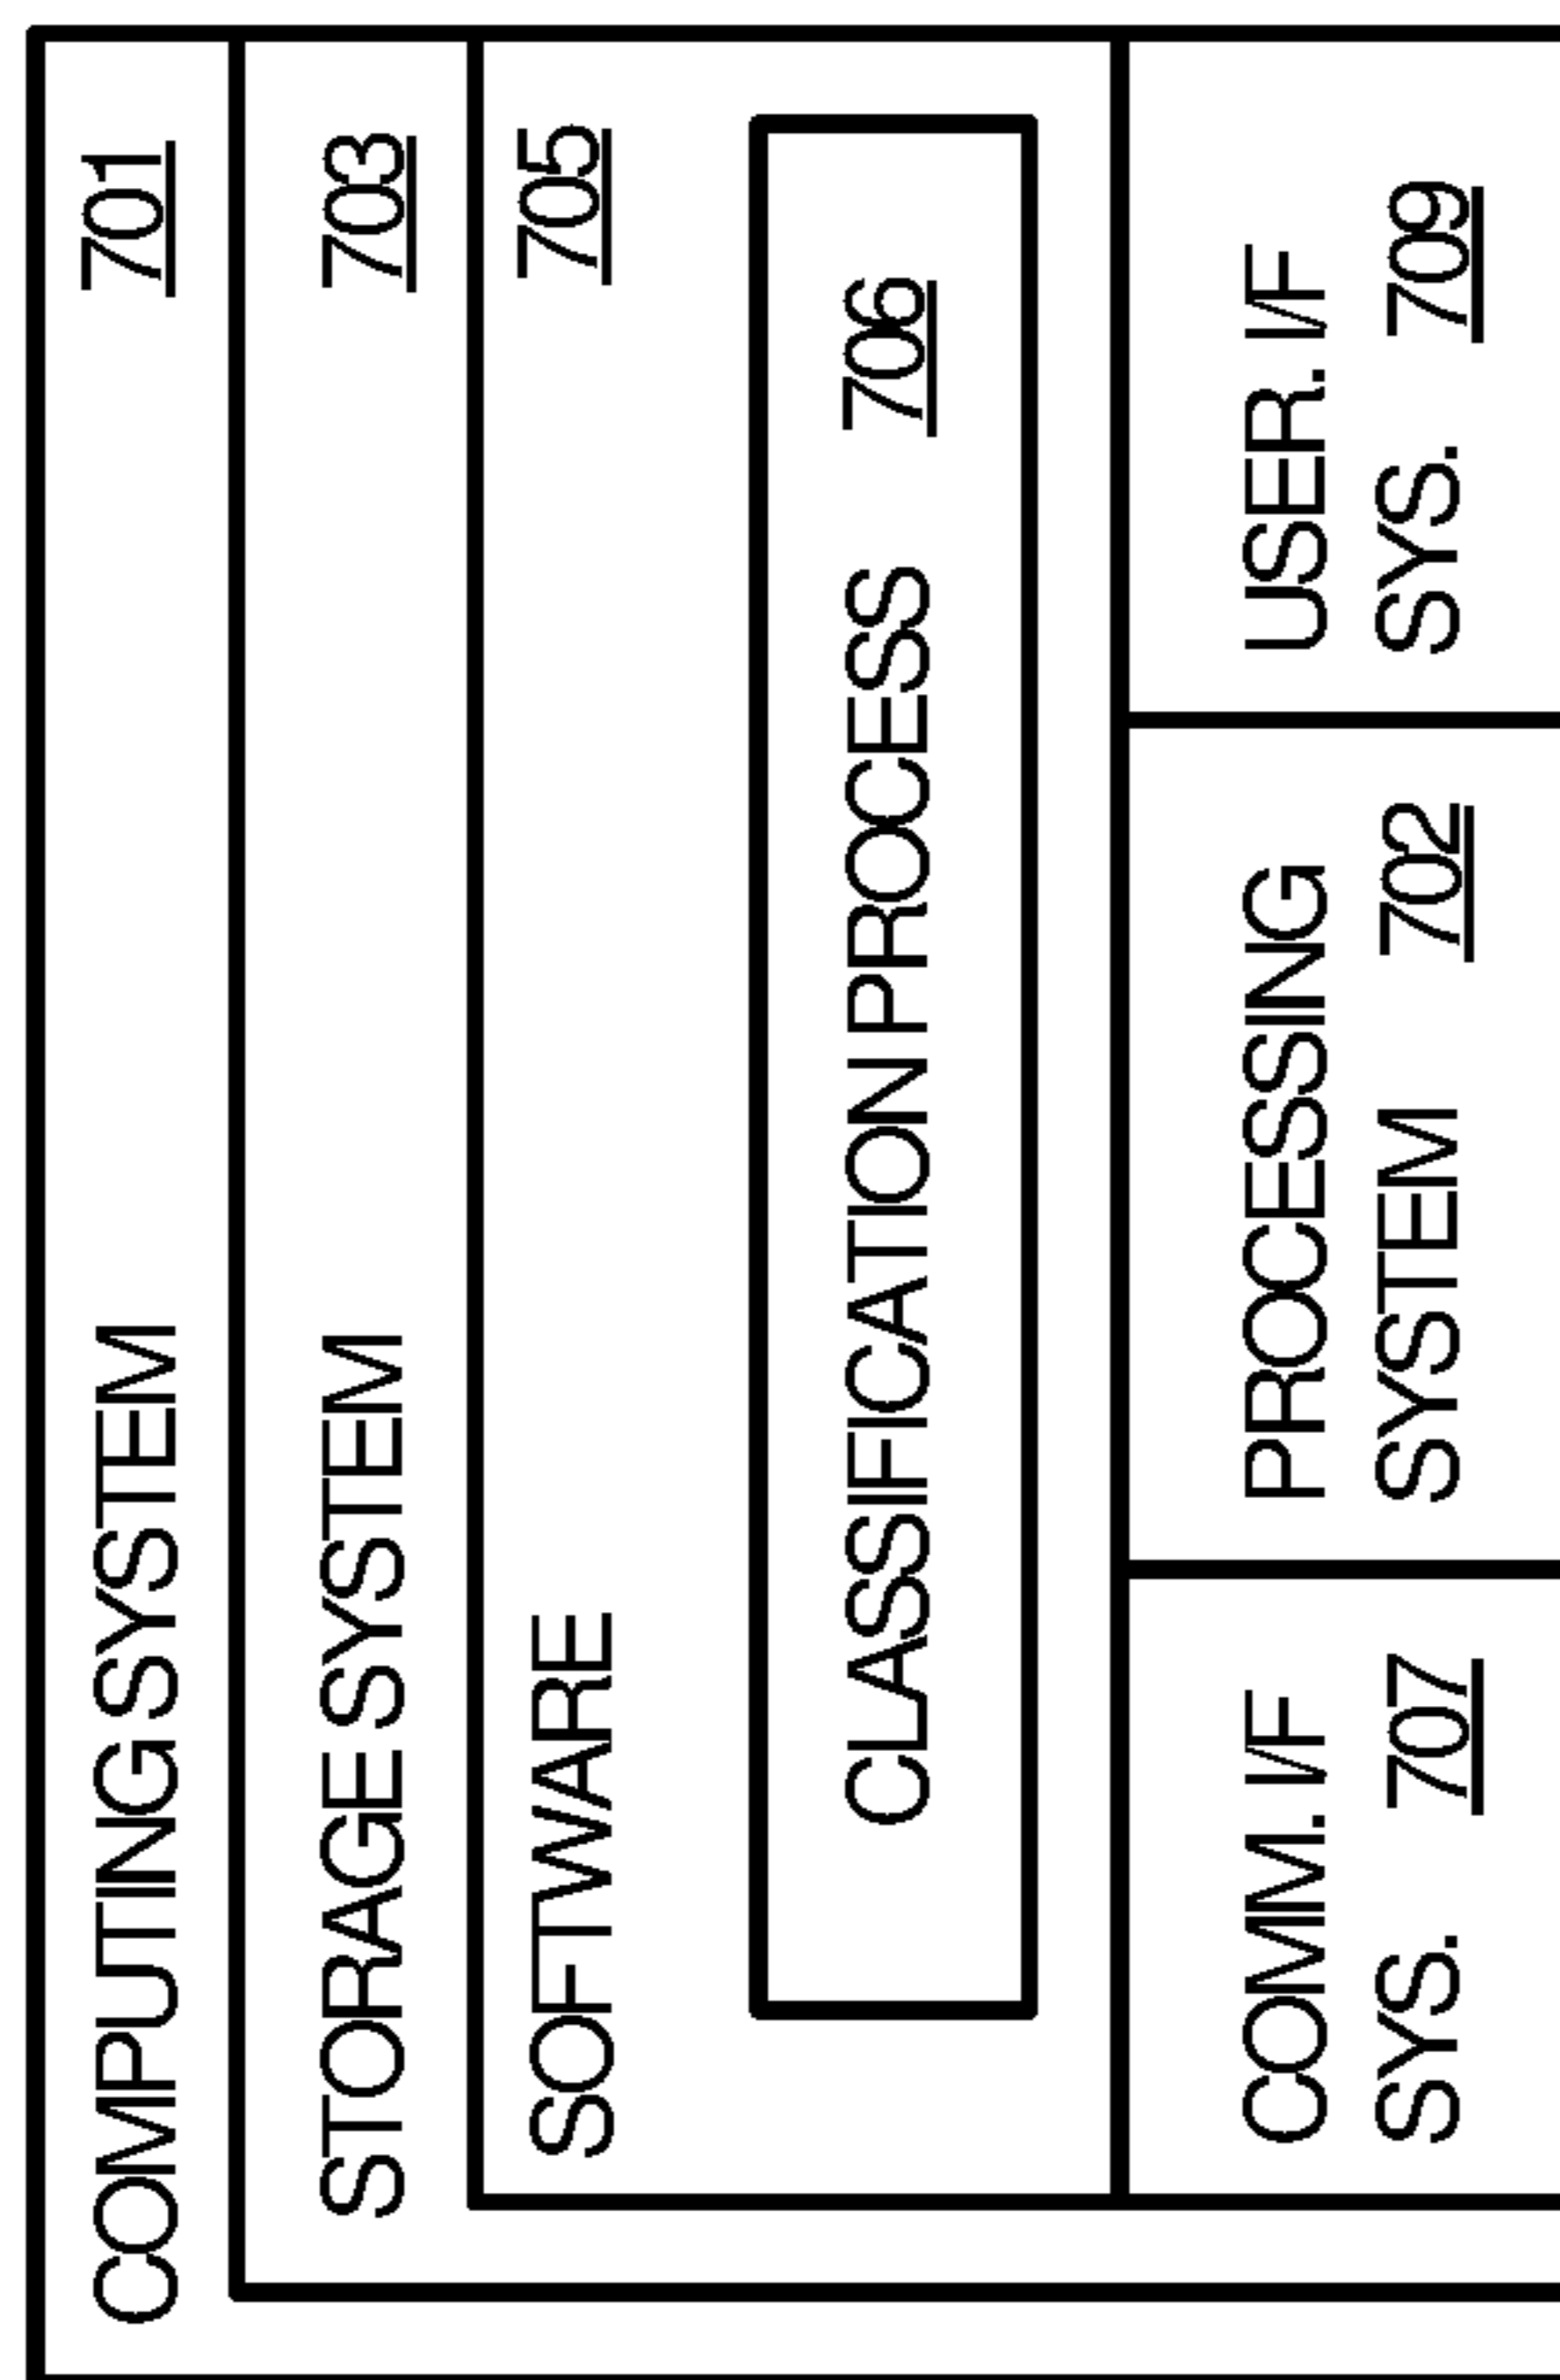 COMPUTING SYSTEM 701
STORAGE SYSTEM 703
SOFTWARE 705
CLASSIFICATION PROCESS 706
COMM. I/F
SYS. 707
PROCESSING
SYSTEM 702
USER. I/F
SYS. 709